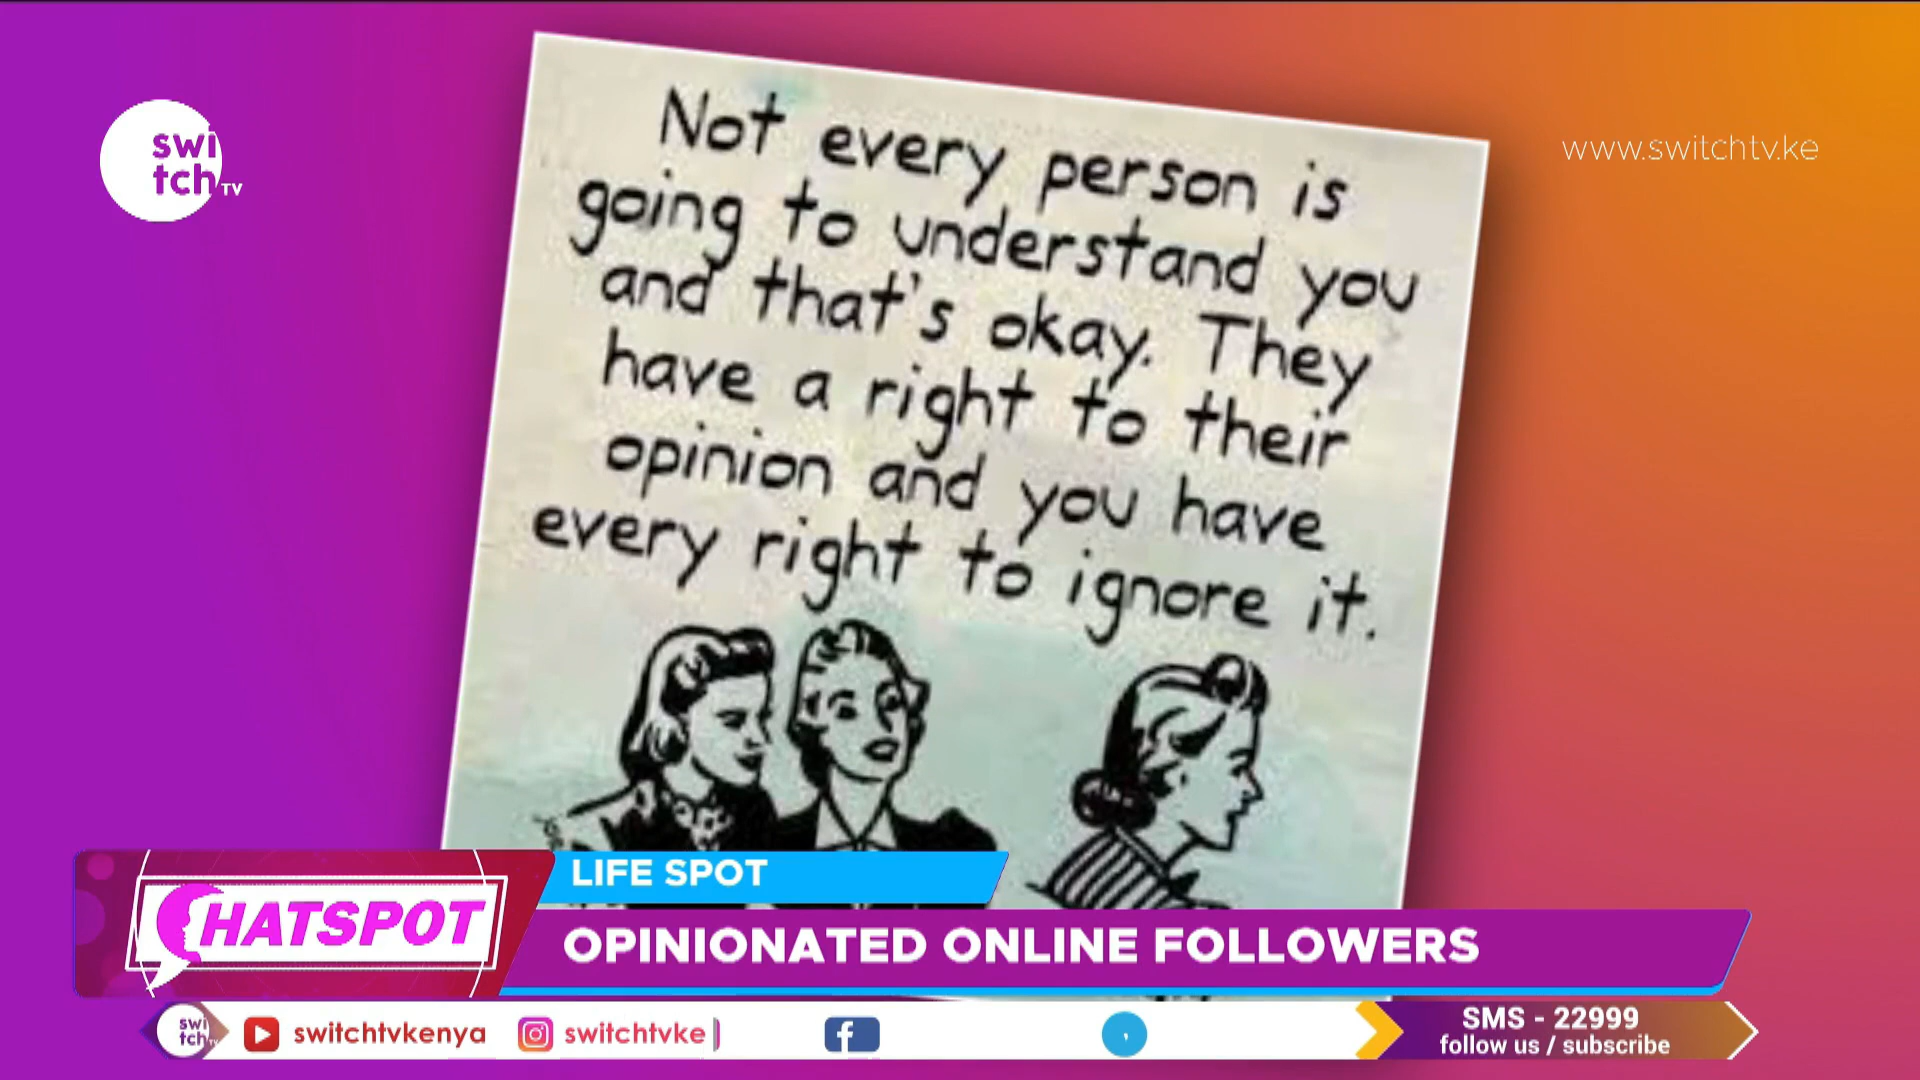 swi
tch TV
www.switchtv.ke
Not every person is
going to understand you
and that's okay. They
have a right to their
opinion and you have
every right to ignore it.
LIFE SPOT
CHATSPOT
OPINIONATED ONLINE FOLLOWERS
swi
tch TV
switchtvkenya
switchtvke
SMS - 22999
follow us / subscribe